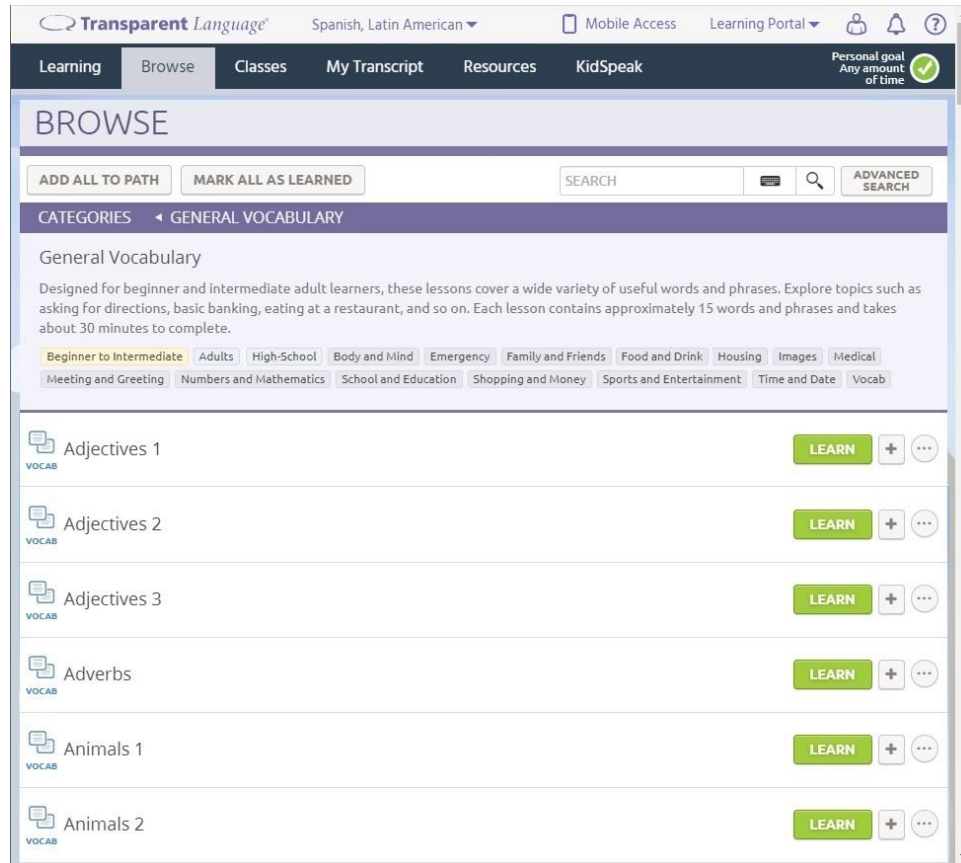 Transparent Language® Spanish, Latin American Mobile Access Learning Portal
Learning Browse Classes My Transcript Resources KidSpeak Personal goal
Any amount
of time
BROWSE
ADD ALL TO PATH MARK ALL AS LEARNED SEARCH ADVANCED
SEARCH
CATEGORIES GENERAL VOCABULARY
General Vocabulary
Designed for beginner and intermediate adult learners, these lessons cover a wide variety of useful words and phrases. Explore topics such as
asking for directions, basic banking, eating at a restaurant, and so on. Each lesson contains approximately 15 words and phrases and takes
about 30 minutes to complete.
Beginner to Intermediate Adults High-School Body and Mind Emergency Family and Friends Food and Drink Housing Images Medical
Meeting and Greeting Numbers and Mathematics School and Education Shopping and Money Sports and Entertainment Time and Date Vocab
Adjectives 1 LEARN +
VOCAB
Adjectives 2 LEARN +
VOCAB
Adjectives 3 LEARN +
VOCAB
Adverbs LEARN +
VOCAB
Animals 1 LEARN +
VOCAB
Animals 2 LEARN +
VOCAB